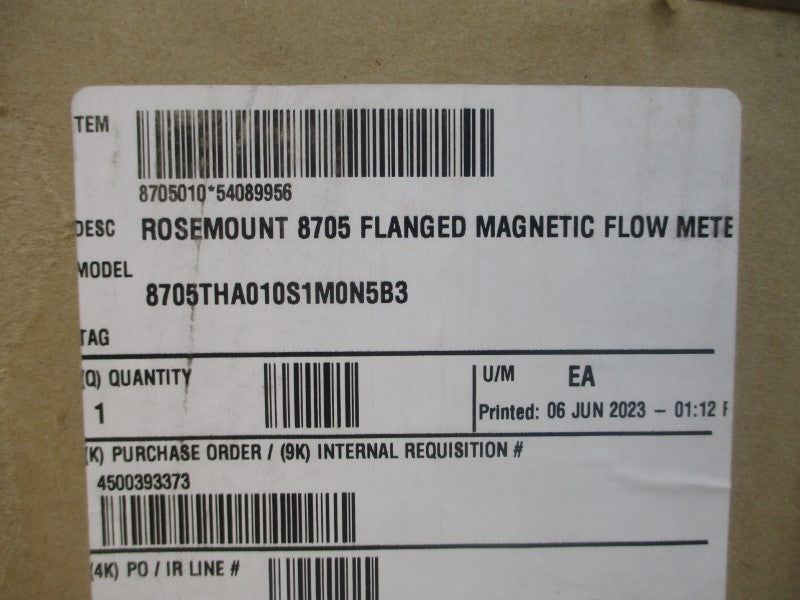 TEM
8705010*54089956
DESC ROSEMOUNT 8705 FLANGED MAGNETIC FLOW METE
MODEL
8705THA010S1M0N5B3
TAG
(Q) QUANTITY
1
U/M EA
Printed: 06 JUN 2023 – 01:12 P
(K) PURCHASE ORDER / (9K) INTERNAL REQUISITION #
4500393373
(4K) PO / IR LINE #